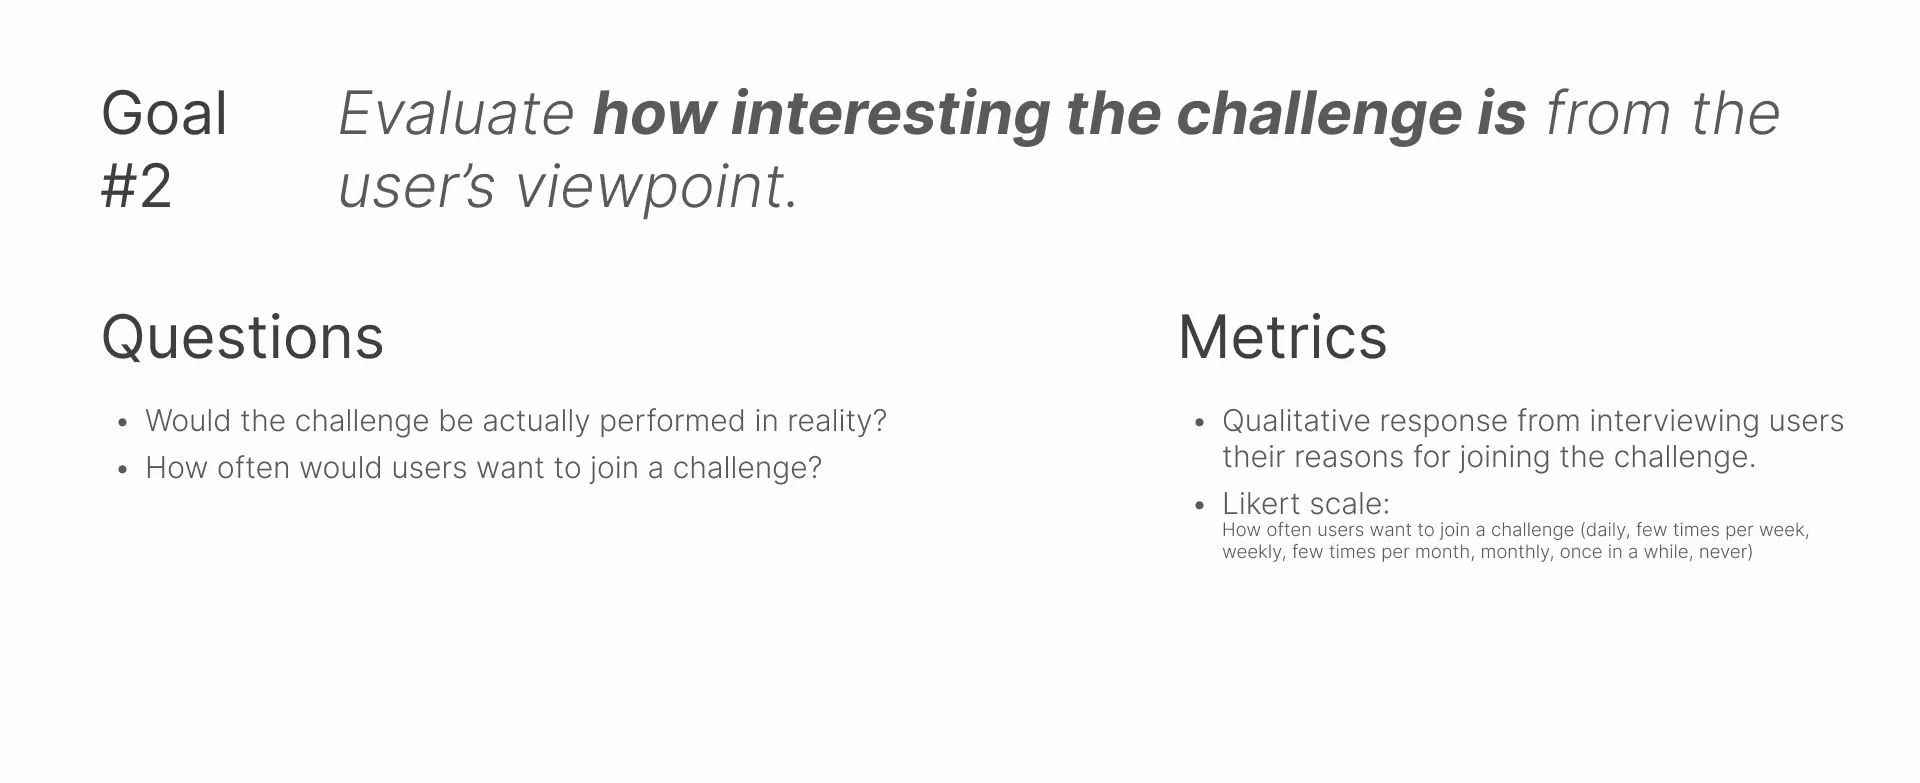 Goal
#2
Evaluate how interesting the challenge is from the
user’s viewpoint.
Questions
• Would the challenge be actually performed in reality?
• How often would users want to join a challenge?
Metrics
• Qualitative response from interviewing users
their reasons for joining the challenge.
• Likert scale:
How often users want to join a challenge (daily, few times per week,
weekly, few times per month, monthly, once in a while, never)